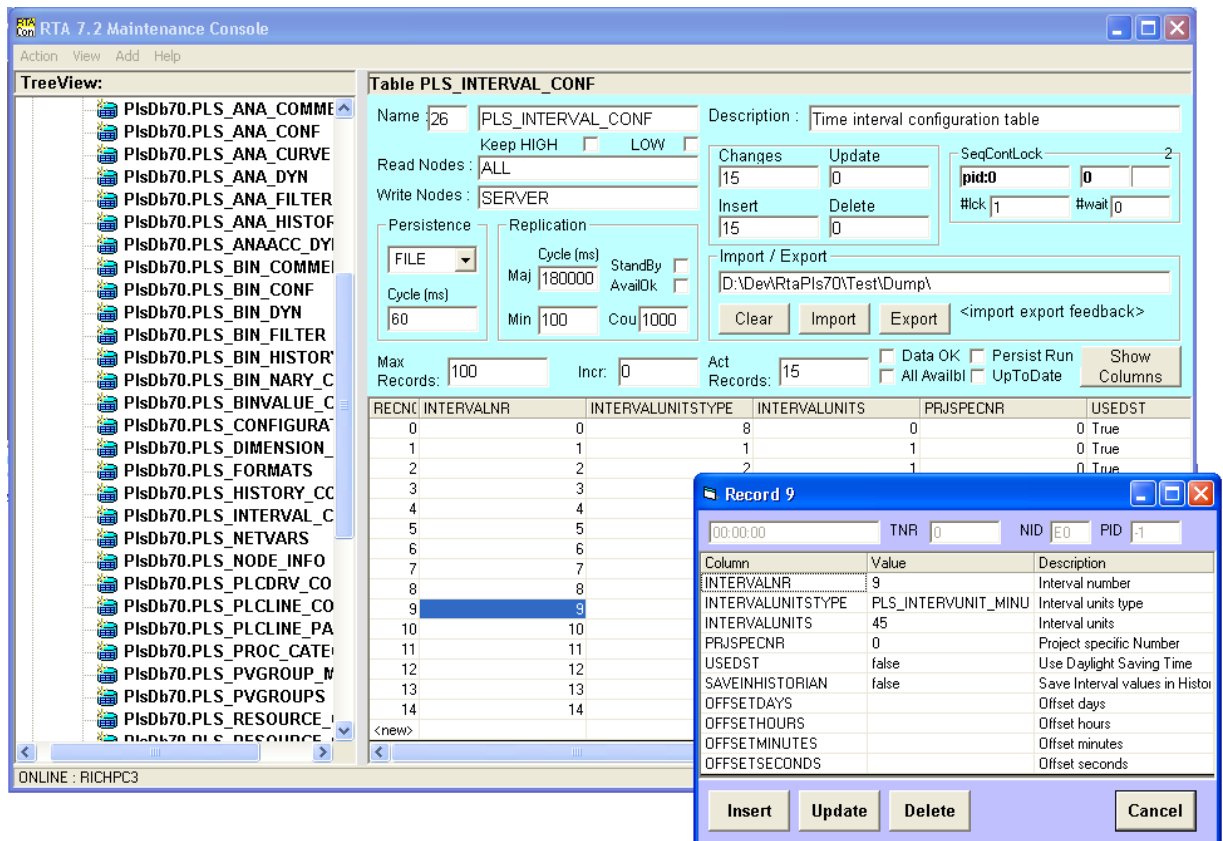 RTA Con RTA 7.2 Maintenance Console
Action View Add Help
TreeView:
PlsDb70.PLS_ANA_COMME
PlsDb70.PLS_ANA_CONF
PlsDb70.PLS_ANA_CURVE
PlsDb70.PLS_ANA_DYN
PlsDb70.PLS_ANA_FILTER
PlsDb70.PLS_ANA_HISTOR
PlsDb70.PLS_ANAACC_DYI
PlsDb70.PLS_BIN_COMMEI
PlsDb70.PLS_BIN_CONF
PlsDb70.PLS_BIN_DYN
PlsDb70.PLS_BIN_FILTER
PlsDb70.PLS_BIN_HISTOR
PlsDb70.PLS_BIN_NARY_C
PlsDb70.PLS_BINVALUE_C
PlsDb70.PLS_CONFIGURA
PlsDb70.PLS_DIMENSION_
PlsDb70.PLS_FORMATS
PlsDb70.PLS_HISTORY_CC
PlsDb70.PLS_INTERVAL_C
PlsDb70.PLS_NETVARS
PlsDb70.PLS_NODE_INFO
PlsDb70.PLS_PLCDRV_CO
PlsDb70.PLS_PLCLINE_CO
PlsDb70.PLS_PLCLINE_PA
PlsDb70.PLS_PROC_CATE
PlsDb70.PLS_PVGROUP_M
PlsDb70.PLS_PVGROUPS
PlsDb70.PLS_RESOURCE_
ONLINE : RICHPC3
Table PLS_INTERVAL_CONF
Name : 26 PLS_INTERVAL_CONF Description : Time interval configuration table
Keep HIGH LOW
Read Nodes : ALL
Write Nodes : SERVER
Changes Update
15 0
Insert Delete
15 0
SeqContLock 2
pid:0 0
#lck 1 #wait 0
Persistence
FILE
Cycle (ms)
60
Replication
Cycle (ms)
Maj 180000 StandBy
AvailOk
Min 100 Cou 1000
Import / Export
D:\Dev\RtaPls70\Test\Dump\
Clear Import Export <import export feedback>
Max Records: 100 Incr: 0 Act Records: 15
Data OK Persist Run
All Availbl UpToDate
Show Columns
RECNO INTERVALNR INTERVALUNITSTYPE INTERVALUNITS PRJSPECNR USEDST
0 0 8 0 0 True
1 1 1 1 0 True
2 2 2 1 0 True
3 3
4 4
5 5
6 6
7 7
8 8
9 9
10 10
11 11
12 12
13 13
14 14
<new>
Record 9
00:00:00 TNR 0 NID E0 PID -1
Column Value Description
INTERVALNR 9 Interval number
INTERVALUNITSTYPE PLS_INTERVUNIT_MINU Interval units type
INTERVALUNITS 45 Interval units
PRJSPECNR 0 Project specific Number
USEDST false Use Daylight Saving Time
SAVEINHISTORIAN false Save Interval values in Histor
OFFSETDAYS Offset days
OFFSETHOURS Offset hours
OFFSETMINUTES Offset minutes
OFFSETSECONDS Offset seconds
Insert Update Delete Cancel